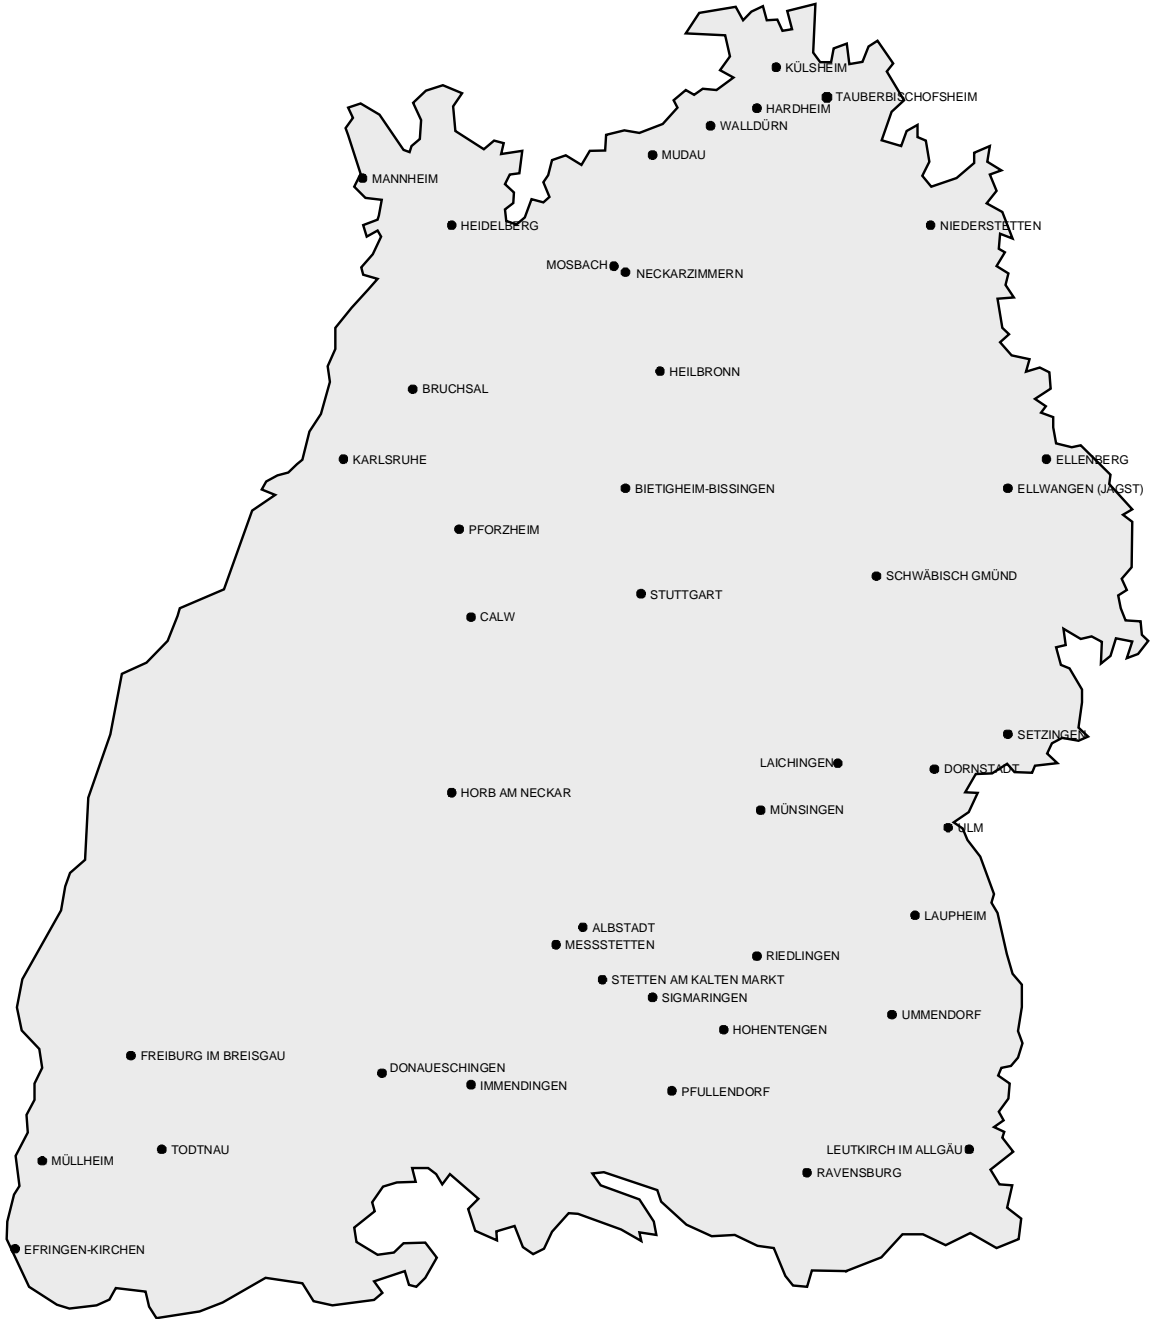 KÜLSHEIM
TAUBERBISCHOFSHEIM
HARDHEIM
WALLDÜRN
MUDAU
MANNHEIM
HEIDELBERG
NIEDERSTETTEN
MOSBACH
NECKARZIMMERN
HEILBRONN
BRUCHSAL
KARLSRUHE
ELLENBERG
BIETIGHEIM-BISSINGEN
ELLWANGEN (JAGST)
PFORZHEIM
SCHWÄBISCH GMÜND
STUTTGART
CALW
SETZINGEN
LAICHINGEN
DORNSTADT
HORB AM NECKAR
MÜNSINGEN
ULM
LAUPHEIM
ALBSTADT
MESSSTETTEN
RIEDLINGEN
STETTEN AM KALTEN MARKT
SIGMARINGEN
UMMENDORF
HOHENTENGEN
FREIBURG IM BREISGAU
DONAUESCHINGEN
IMMENDINGEN
PFULLENDORF
TODTNAU
LEUTKIRCH IM ALLGÄU
MÜLLHEIM
RAVENSBURG
EFRINGEN-KIRCHEN